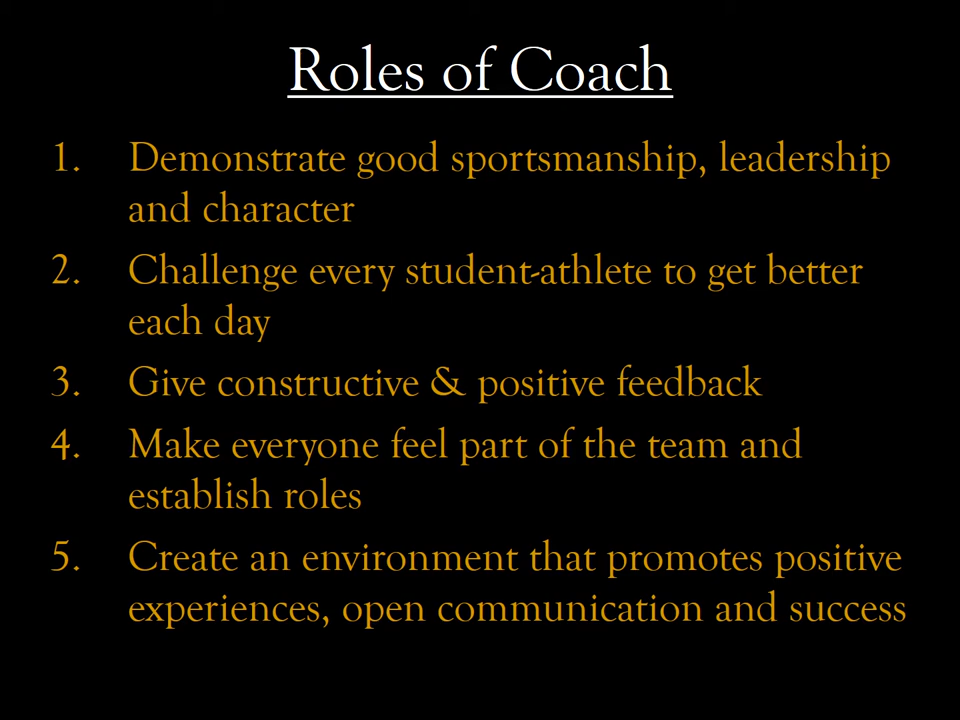 Roles of Coach
1. Demonstrate good sportsmanship, leadership
and character
2. Challenge every student-athlete to get better
each day
3. Give constructive & positive feedback
4. Make everyone feel part of the team and
establish roles
5. Create an environment that promotes positive
experiences, open communication and success